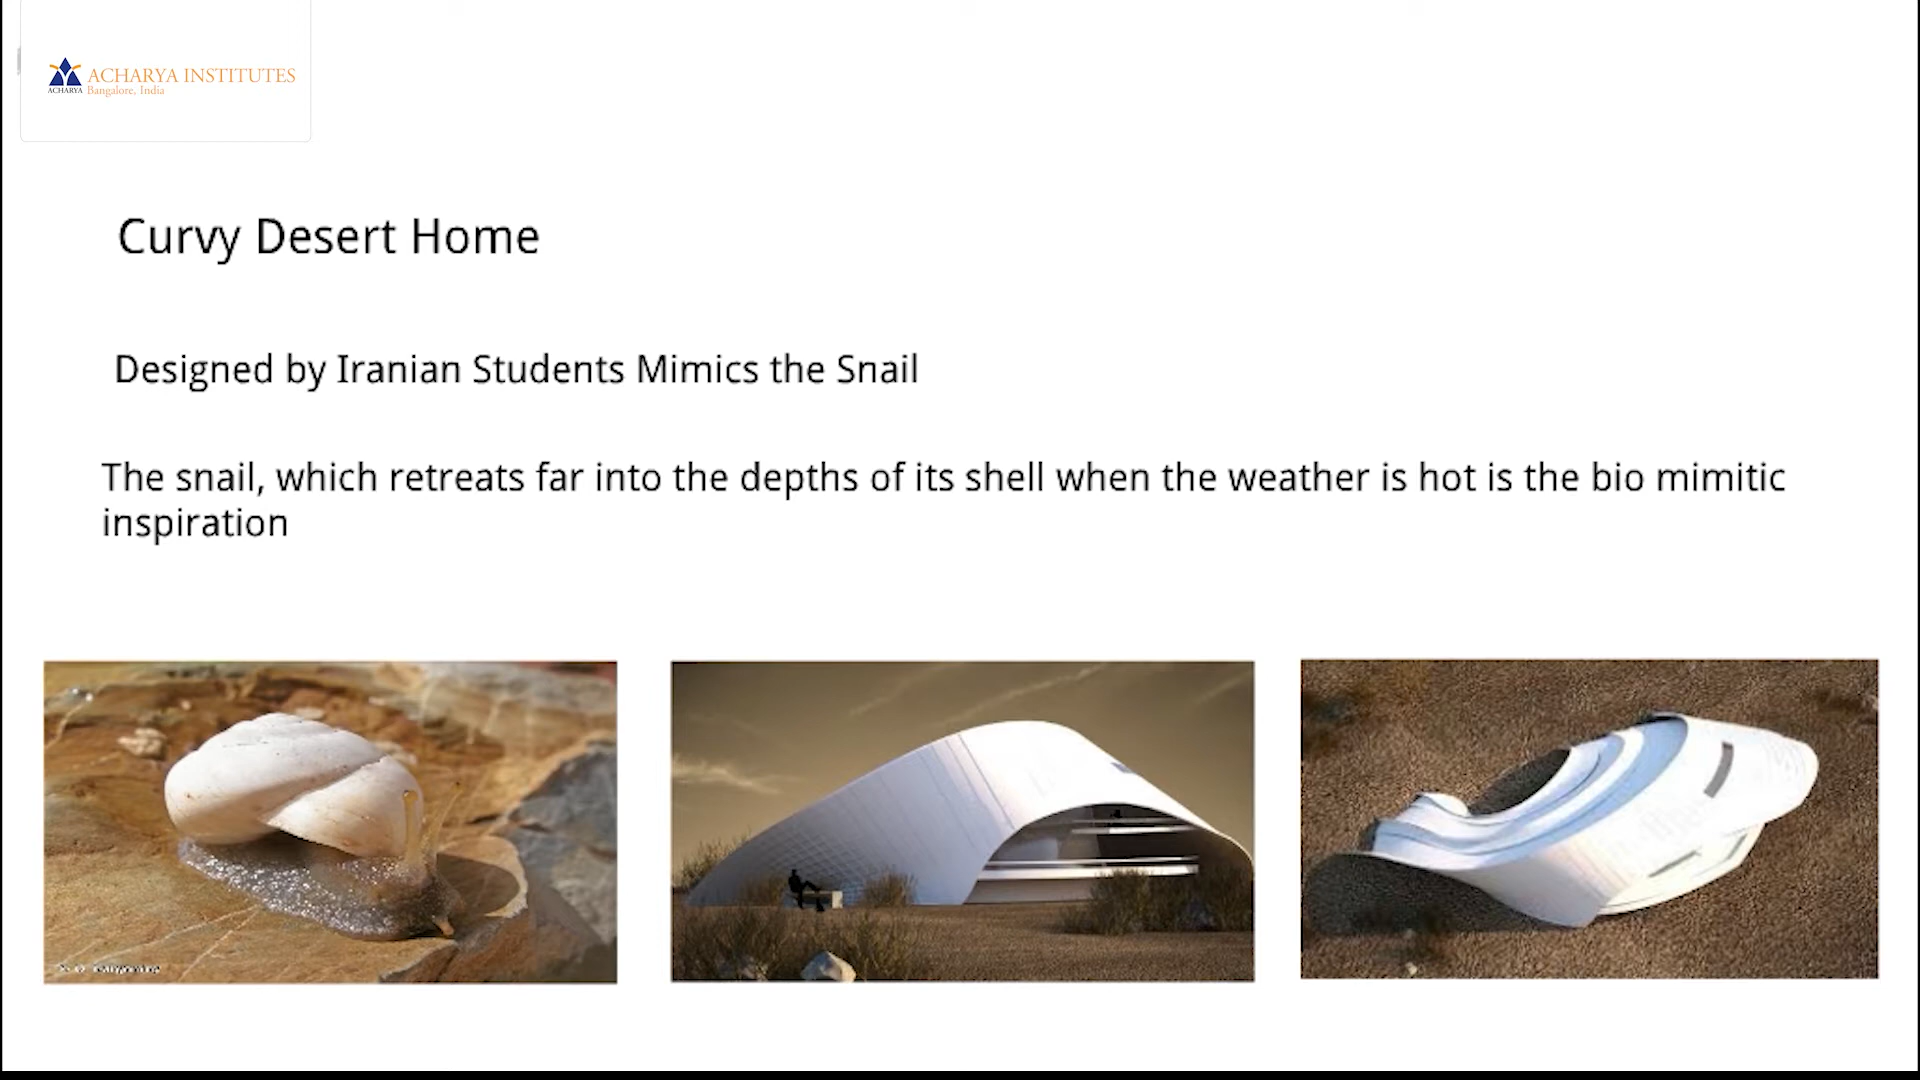 ACHARYA INSTITUTES
ACHARYA Bangalore, India
Curvy Desert Home
Designed by Iranian Students Mimics the Snail
The snail, which retreats far into the depths of its shell when the weather is hot is the bio mimitic
inspiration